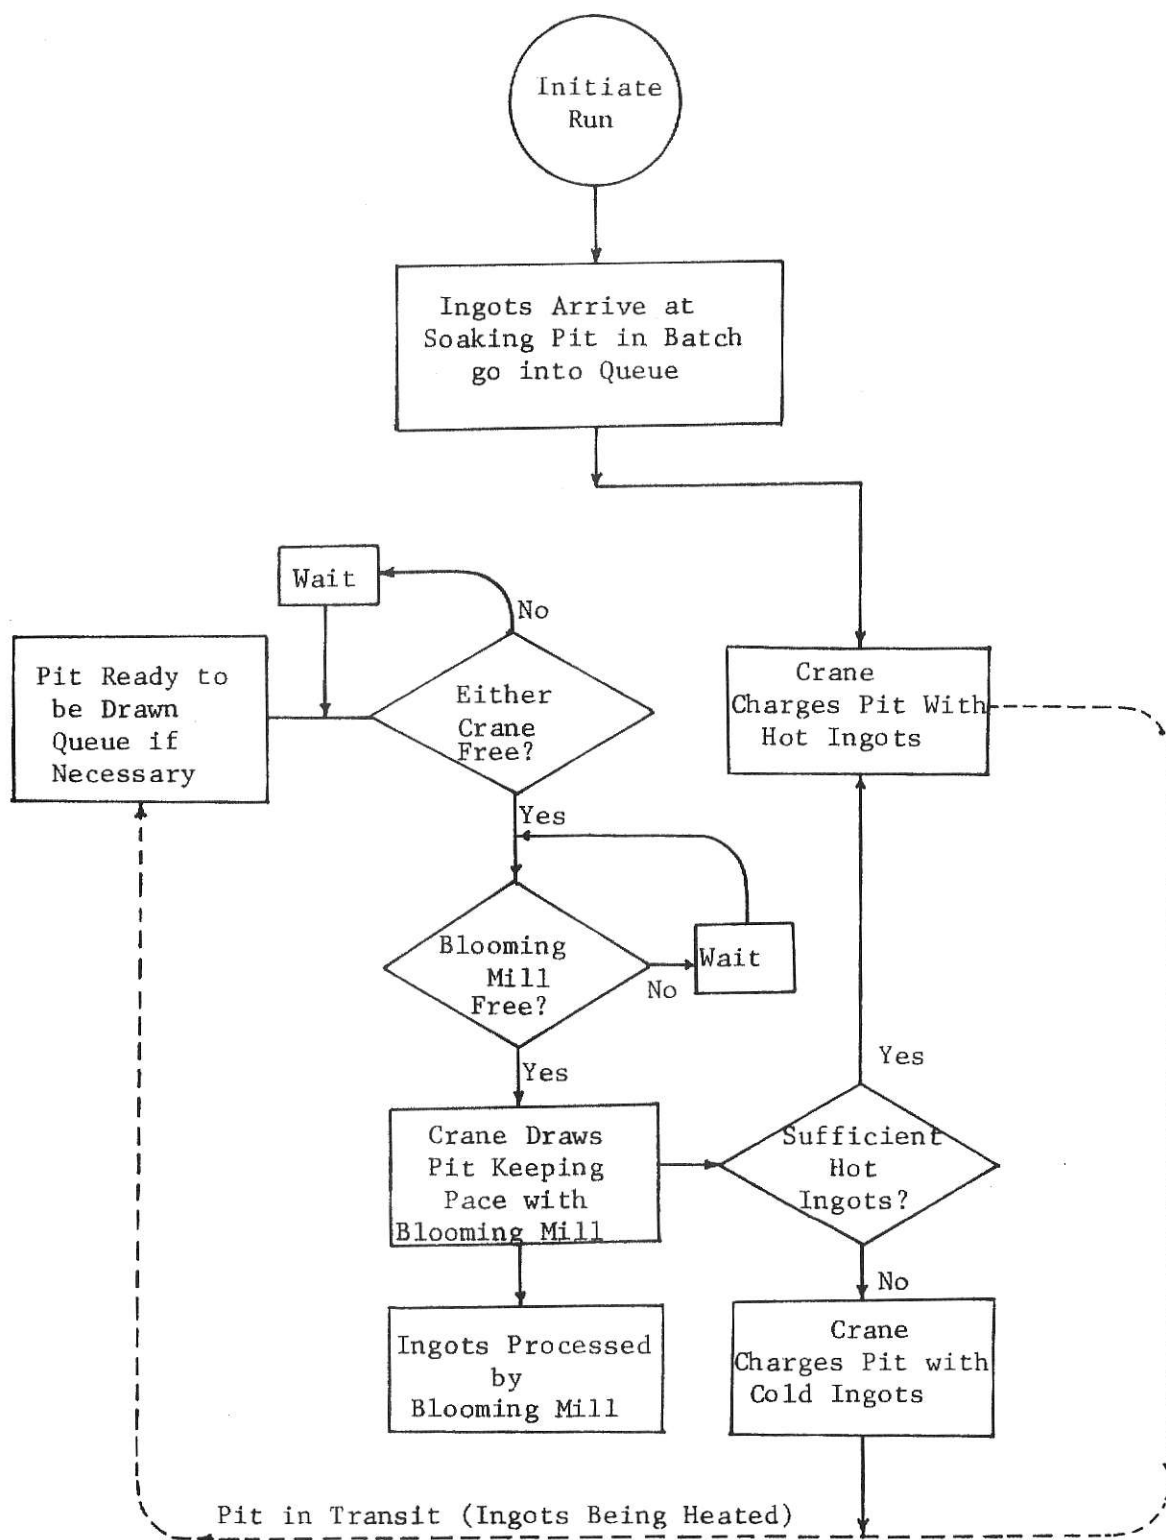 Initiate
Run
Ingots Arrive at
Soaking Pit in Batch
go into Queue
Wait
No
Pit Ready to
be Drawn
Queue if
Necessary
Either
Crane
Free?
Crane
Charges Pit With
Hot Ingots
Yes
Blooming
Mill
Free?
Wait
No
Yes
Yes
Crane Draws
Pit Keeping
Pace with
Blooming Mill
Sufficient
Hot
Ingots?
No
Ingots Processed
by
Blooming Mill
Crane
Charges Pit with
Cold Ingots
Pit in Transit (Ingots Being Heated)